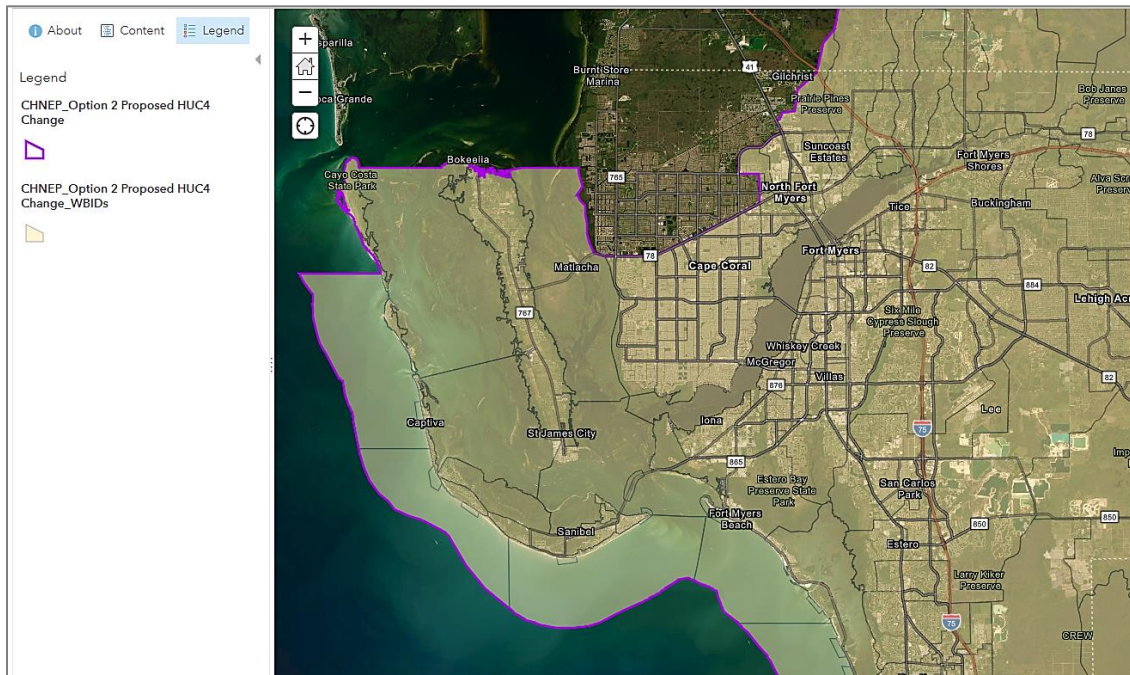 About
Content
Legend
Legend
CHNEP_Option 2 Proposed HUC4
Change
CHNEP_Option 2 Proposed HUC4
Change_WBIDs
+
−
Burnt Store
Marina
41
Gilchrist
Prairie Pines
Preserve
Bob Janes
Preserve
78
Suncoast
Estates
Fort Myers
Shores
Bokeelia
Cayo Costa
State Park
765
North Fort
Myers
Tice
Buckingham
Fort Myers
Matlacha
78
Cape Coral
82
884
Lehigh Acr
767
Six Mile
Cypress Slough
Preserve
Whiskey Creek
McGregor
Villas
876
82
Captiva
St James City
Iona
75
Lee
865
Estero Bay
Preserve State
Park
San Carlos
Park
Fort Myers
Beach
850
850
Sanibel
Estero
Larry Kiker
Preserve
75
CREW